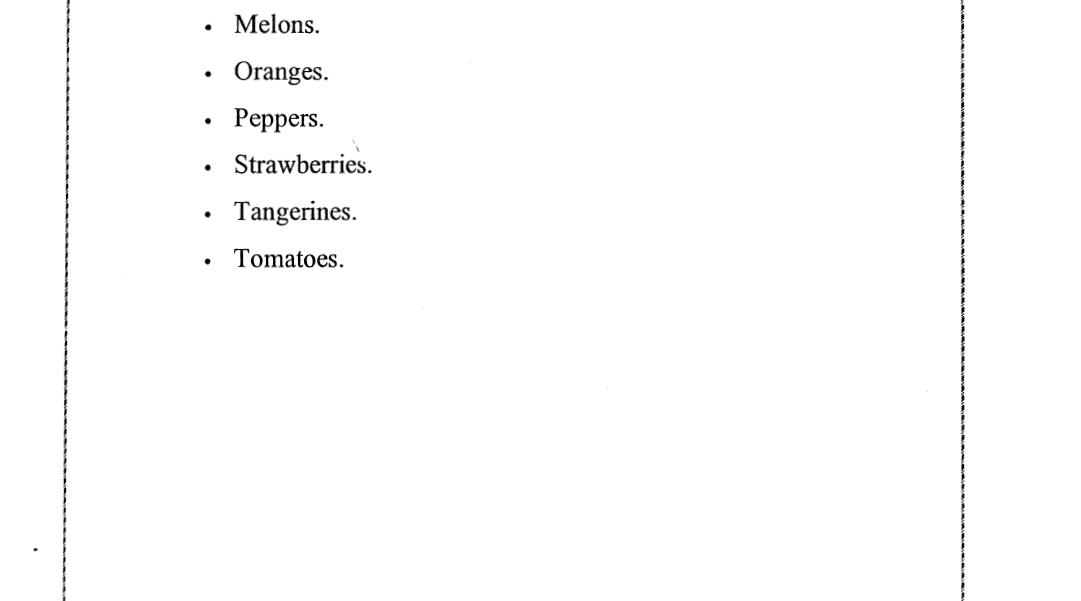 • Melons.
• Oranges.
• Peppers.
• Strawberries.
• Tangerines.
• Tomatoes.